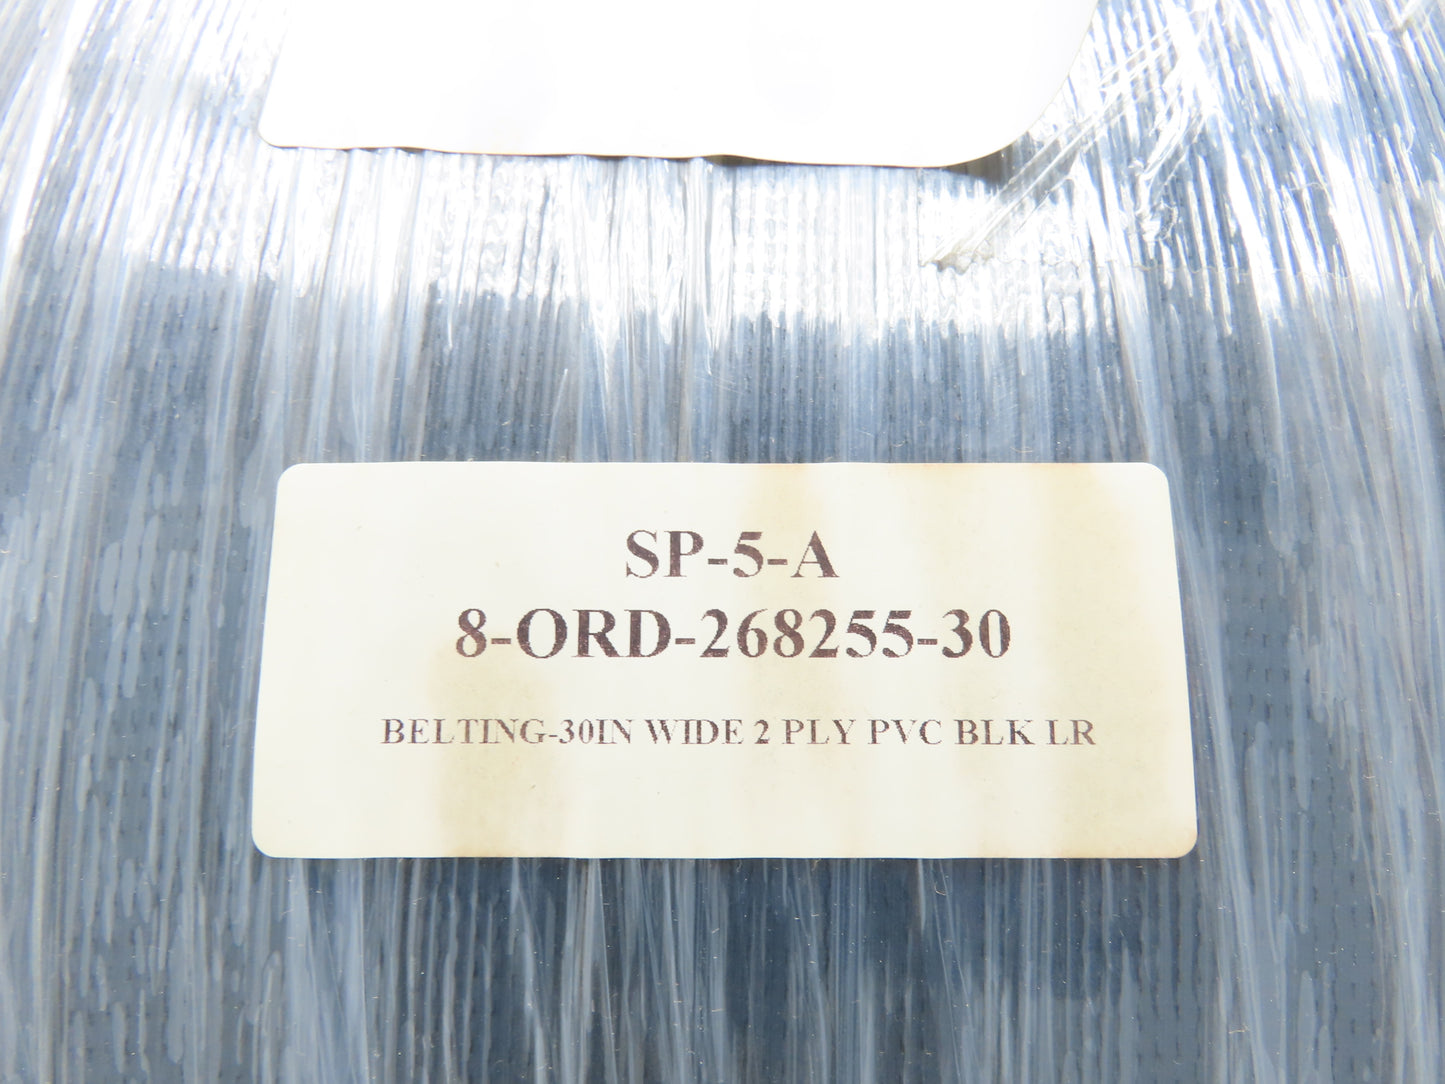 SP-5-A
8-ORD-268255-30
BELTING-30IN WIDE 2 PLY PVC BLK LR